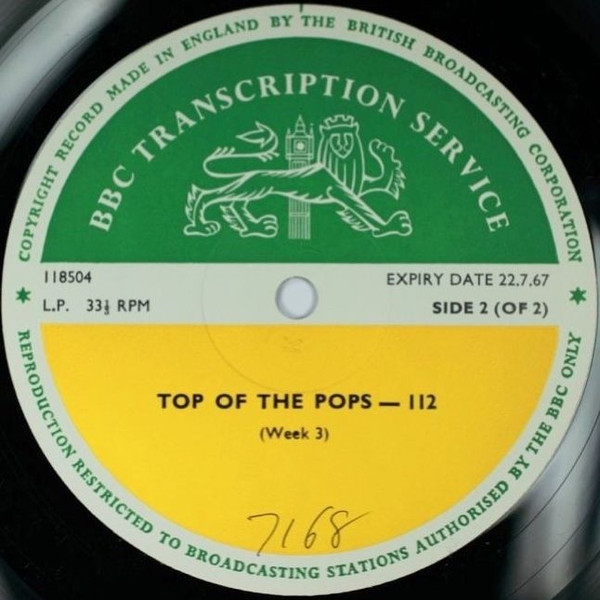 COPYRIGHT RECORD MADE IN ENGLAND BY THE BRITISH BROADCASTING CORPORATION
BBC TRANSCRIPTION SERVICE
118504
EXPIRY DATE 22.7.67
L.P. 33⅓ RPM
SIDE 2 (OF 2)
TOP OF THE POPS — 112
(Week 3)
7168
REPRODUCTION RESTRICTED TO BROADCASTING STATIONS AUTHORISED BY THE BBC ONLY